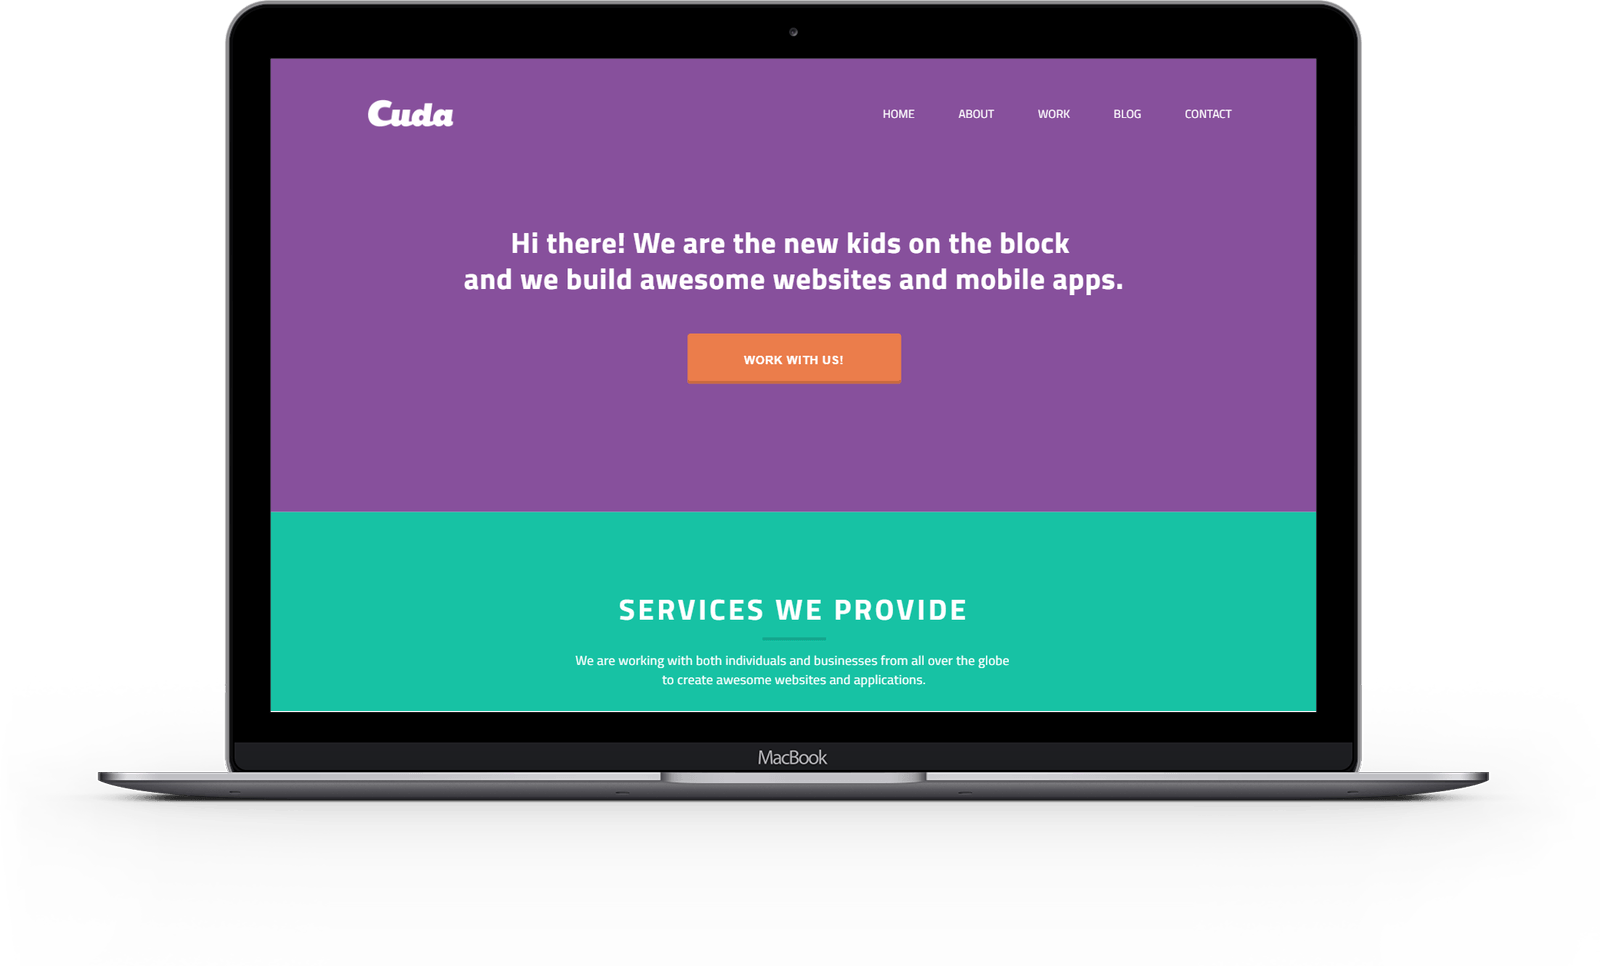 Cuda
HOME ABOUT WORK BLOG CONTACT
Hi there! We are the new kids on the block
and we build awesome websites and mobile apps.
WORK WITH US!
SERVICES WE PROVIDE
We are working with both individuals and businesses from all over the globe
to create awesome websites and applications.
MacBook